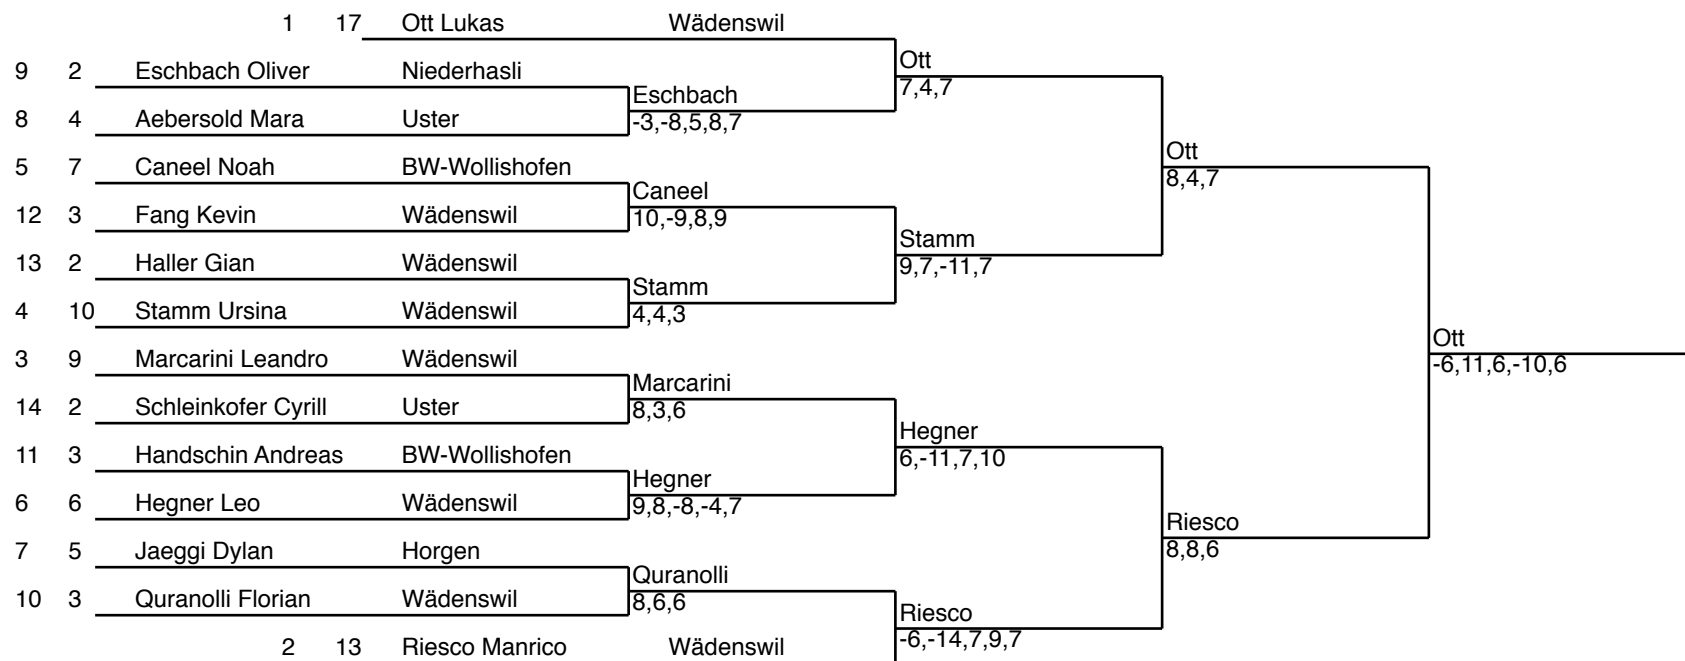 1 17 Ott Lukas Wädenswil
Ott
9 2 Eschbach Oliver Niederhasli
7,4,7
Eschbach
8 4 Aebersold Mara Uster
-3,-8,5,8,7
Ott
5 7 Caneel Noah BW-Wollishofen
8,4,7
Caneel
12 3 Fang Kevin Wädenswil
10,-9,8,9
Stamm
13 2 Haller Gian Wädenswil
9,7,-11,7
Stamm
4 10 Stamm Ursina Wädenswil
4,4,3
Ott
3 9 Marcarini Leandro Wädenswil
-6,11,6,-10,6
Marcarini
14 2 Schleinkofer Cyrill Uster
8,3,6
Hegner
11 3 Handschin Andreas BW-Wollishofen
6,-11,7,10
Hegner
6 6 Hegner Leo Wädenswil
9,8,-8,-4,7
Riesco
7 5 Jaeggi Dylan Horgen
8,8,6
Quranolli
10 3 Quranolli Florian Wädenswil
8,6,6
Riesco
2 13 Riesco Manrico Wädenswil
-6,-14,7,9,7